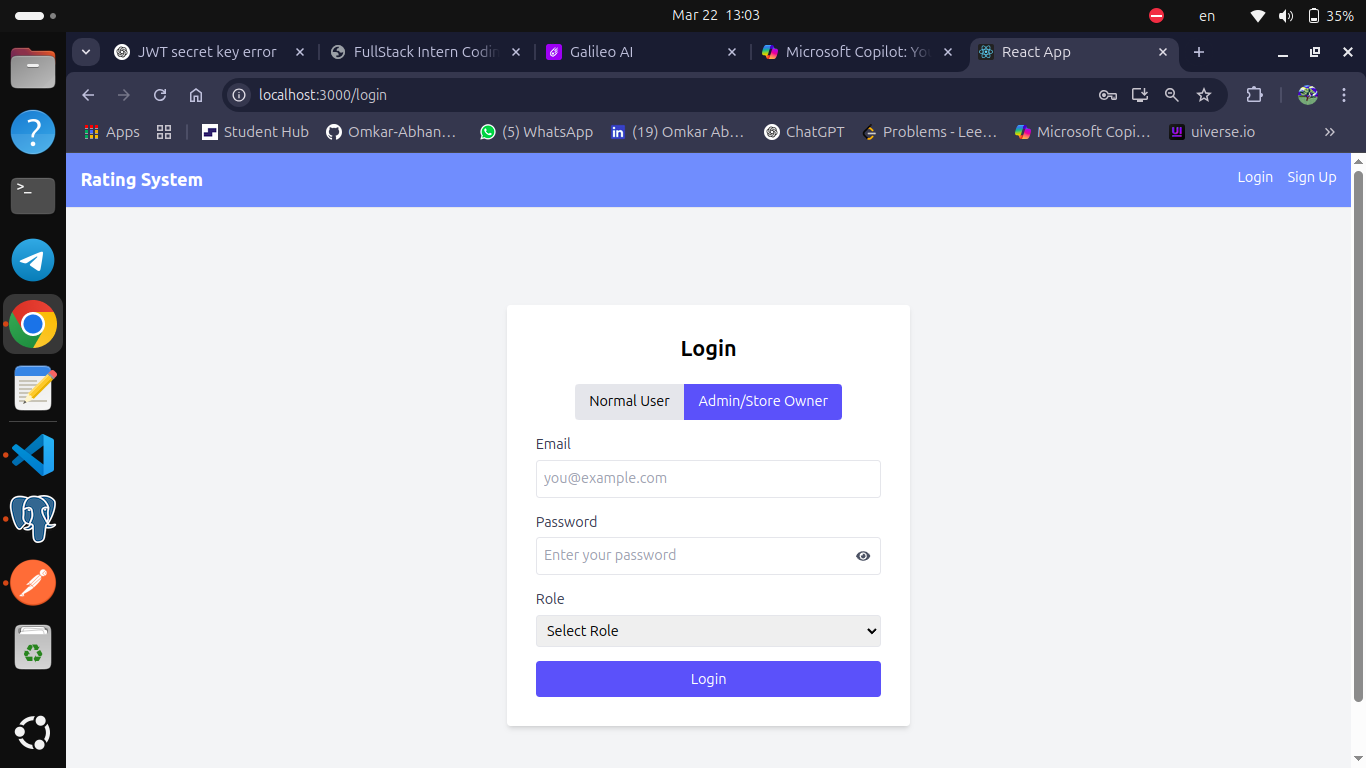 Mar 22 13:03
en
35%
JWT secret key error
FullStack Intern Codin
Galileo AI
Microsoft Copilot: Yo
React App
localhost:3000/login
Apps
Student Hub
Omkar-Abhan…
(5) WhatsApp
(19) Omkar Ab…
ChatGPT
Problems - Lee…
Microsoft Copi…
UI
uiverse.io
Rating System
Login
Sign Up
Login
Normal User
Admin/Store Owner
Email
you@example.com
Password
Enter your password
Role
Select Role
Login